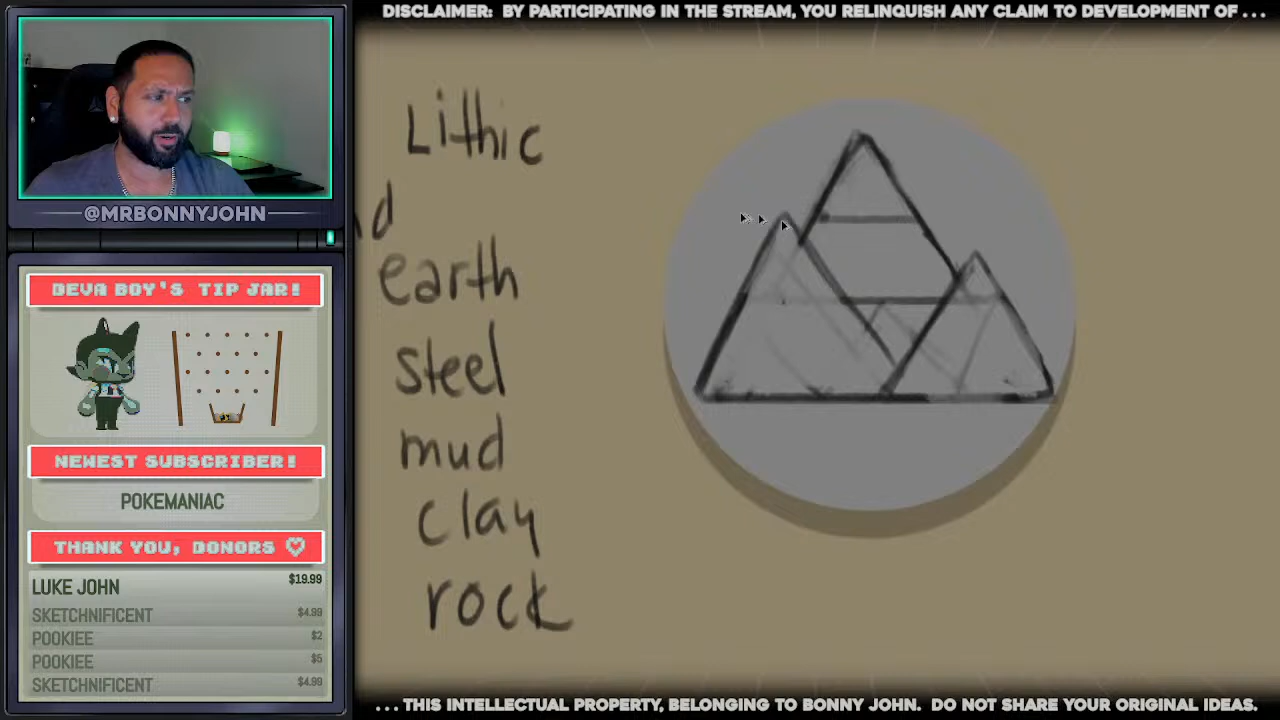 DISCLAIMER: BY PARTICIPATING IN THE STREAM, YOU RELINQUISH ANY CLAIM TO DEVELOPMENT OF . . .
@MRBONNYJOHN
DEVA BOY'S TIP JAR!
NEWEST SUBSCRIBER!
POKEMANIAC
THANK YOU, DONORS ♡
LUKE JOHN $19.99
SKETCHNIFICENT $4.99
POOKIEE $2
POOKIEE $5
SKETCHNIFICENT $4.99
Lithic
earth
steel
mud
clay
rock
. . . THIS INTELLECTUAL PROPERTY, BELONGING TO BONNY JOHN. DO NOT SHARE YOUR ORIGINAL IDEAS.